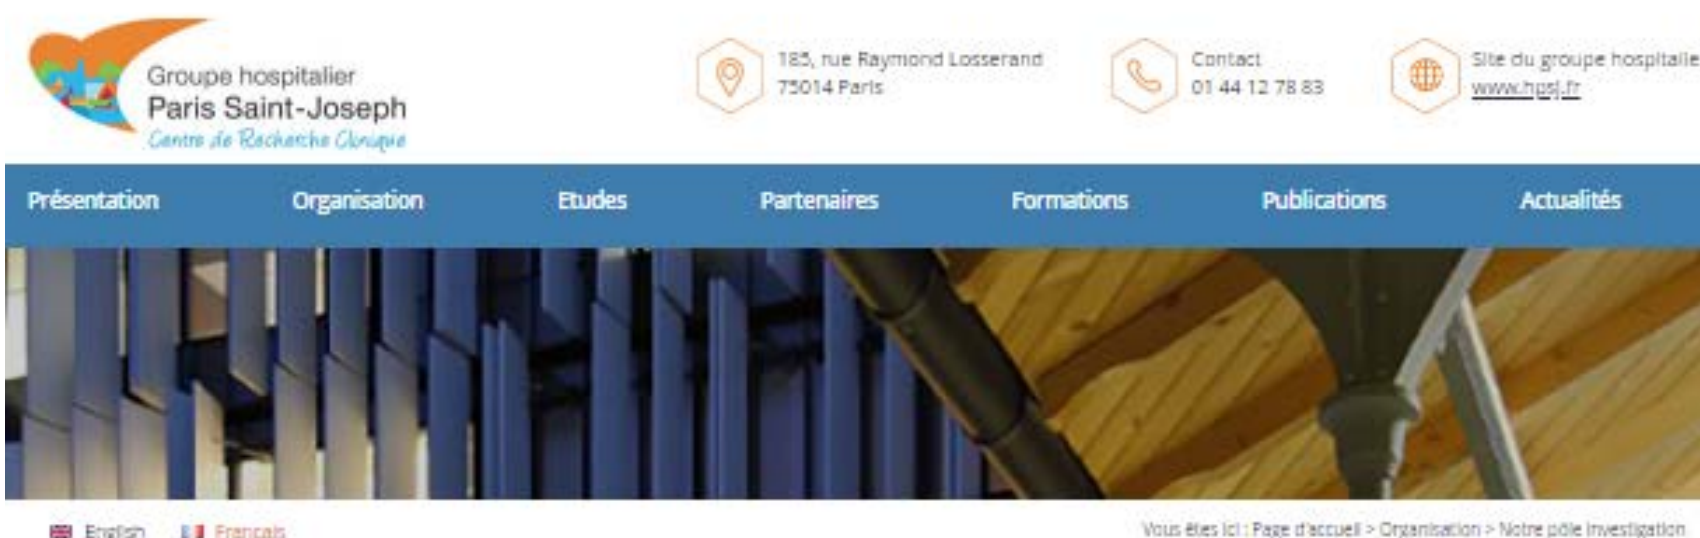 Groupe hospitalier
Paris Saint-Joseph
Centre de Recherche Clinique
185, rue Raymond Losserand
75014 Paris
Contact
01 44 12 78 83
Site du groupe hospitalie
www.hpsj.fr
Présentation Organisation Etudes Partenaires Formations Publications Actualités
English Français
Vous êtes ici : Page d'accueil > Organisation > Notre pôle investigation